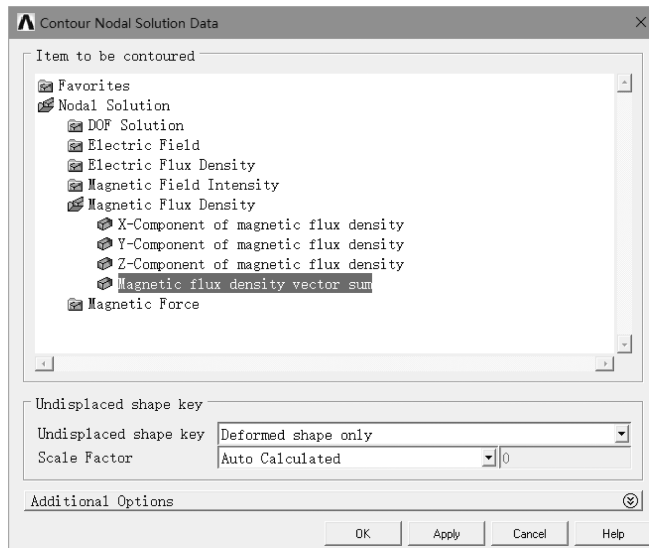 Contour Nodal Solution Data
Item to be contoured
Favorites
Nodal Solution
DOF Solution
Electric Field
Electric Flux Density
Magnetic Field Intensity
Magnetic Flux Density
X-Component of magnetic flux density
Y-Component of magnetic flux density
Z-Component of magnetic flux density
Magnetic flux density vector sum
Magnetic Force
Undisplaced shape key
Undisplaced shape key Deformed shape only
Scale Factor Auto Calculated 0
Additional Options
OK Apply Cancel Help